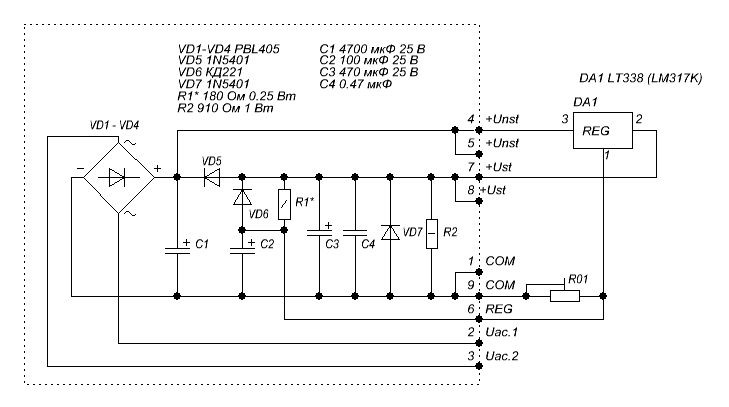 VD1-VD4 PBL405 C1 4700 мкФ 25 В
VD5 1N5401 C2 100 мкФ 25 В
VD6 КД221 C3 470 мкФ 25 В
VD7 1N5401 C4 0.47 мкФ
R1* 180 Ом 0.25 Вт
R2 910 Ом 1 Вт
DA1 LT338 (LM317K)
DA1
VD1 - VD4
4 +Unst
3 REG 2
1
5 +Unst
~
− + VD5
7 +Ust
8 +Ust
R1*
~ VD6
+ C1 + C2 + C3 C4 VD7 R2
1 COM
9 COM R01
6 REG
2 Uac.1
3 Uac.2